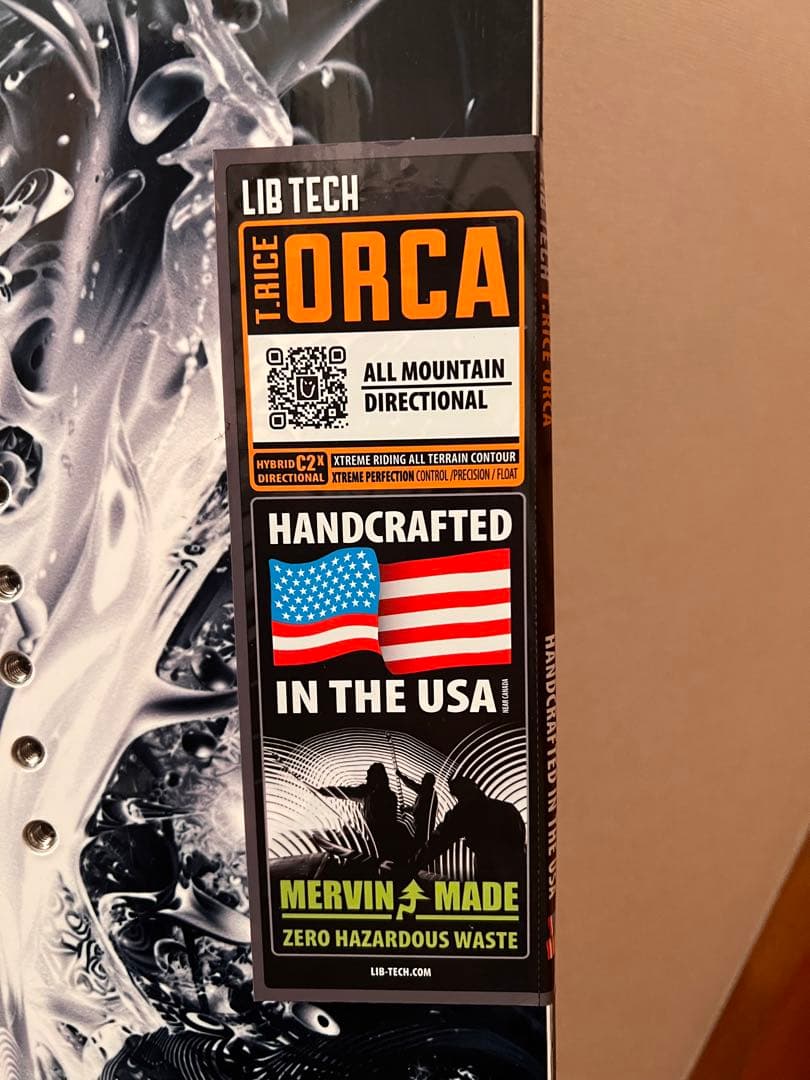 LIB TECH
T.RICE ORCA
ALL MOUNTAIN
DIRECTIONAL
HYBRID C2X DIRECTIONAL
XTREME RIDING ALL TERRAIN CONTOUR
XTREME PERFECTION CONTROL / PRECISION / FLOAT
HANDCRAFTED
IN THE USA
NEAR CANADA
MERVIN MADE
ZERO HAZARDOUS WASTE
LIB-TECH.COM
LIB TECH T.RICE ORCA
HANDCRAFTED IN THE USA